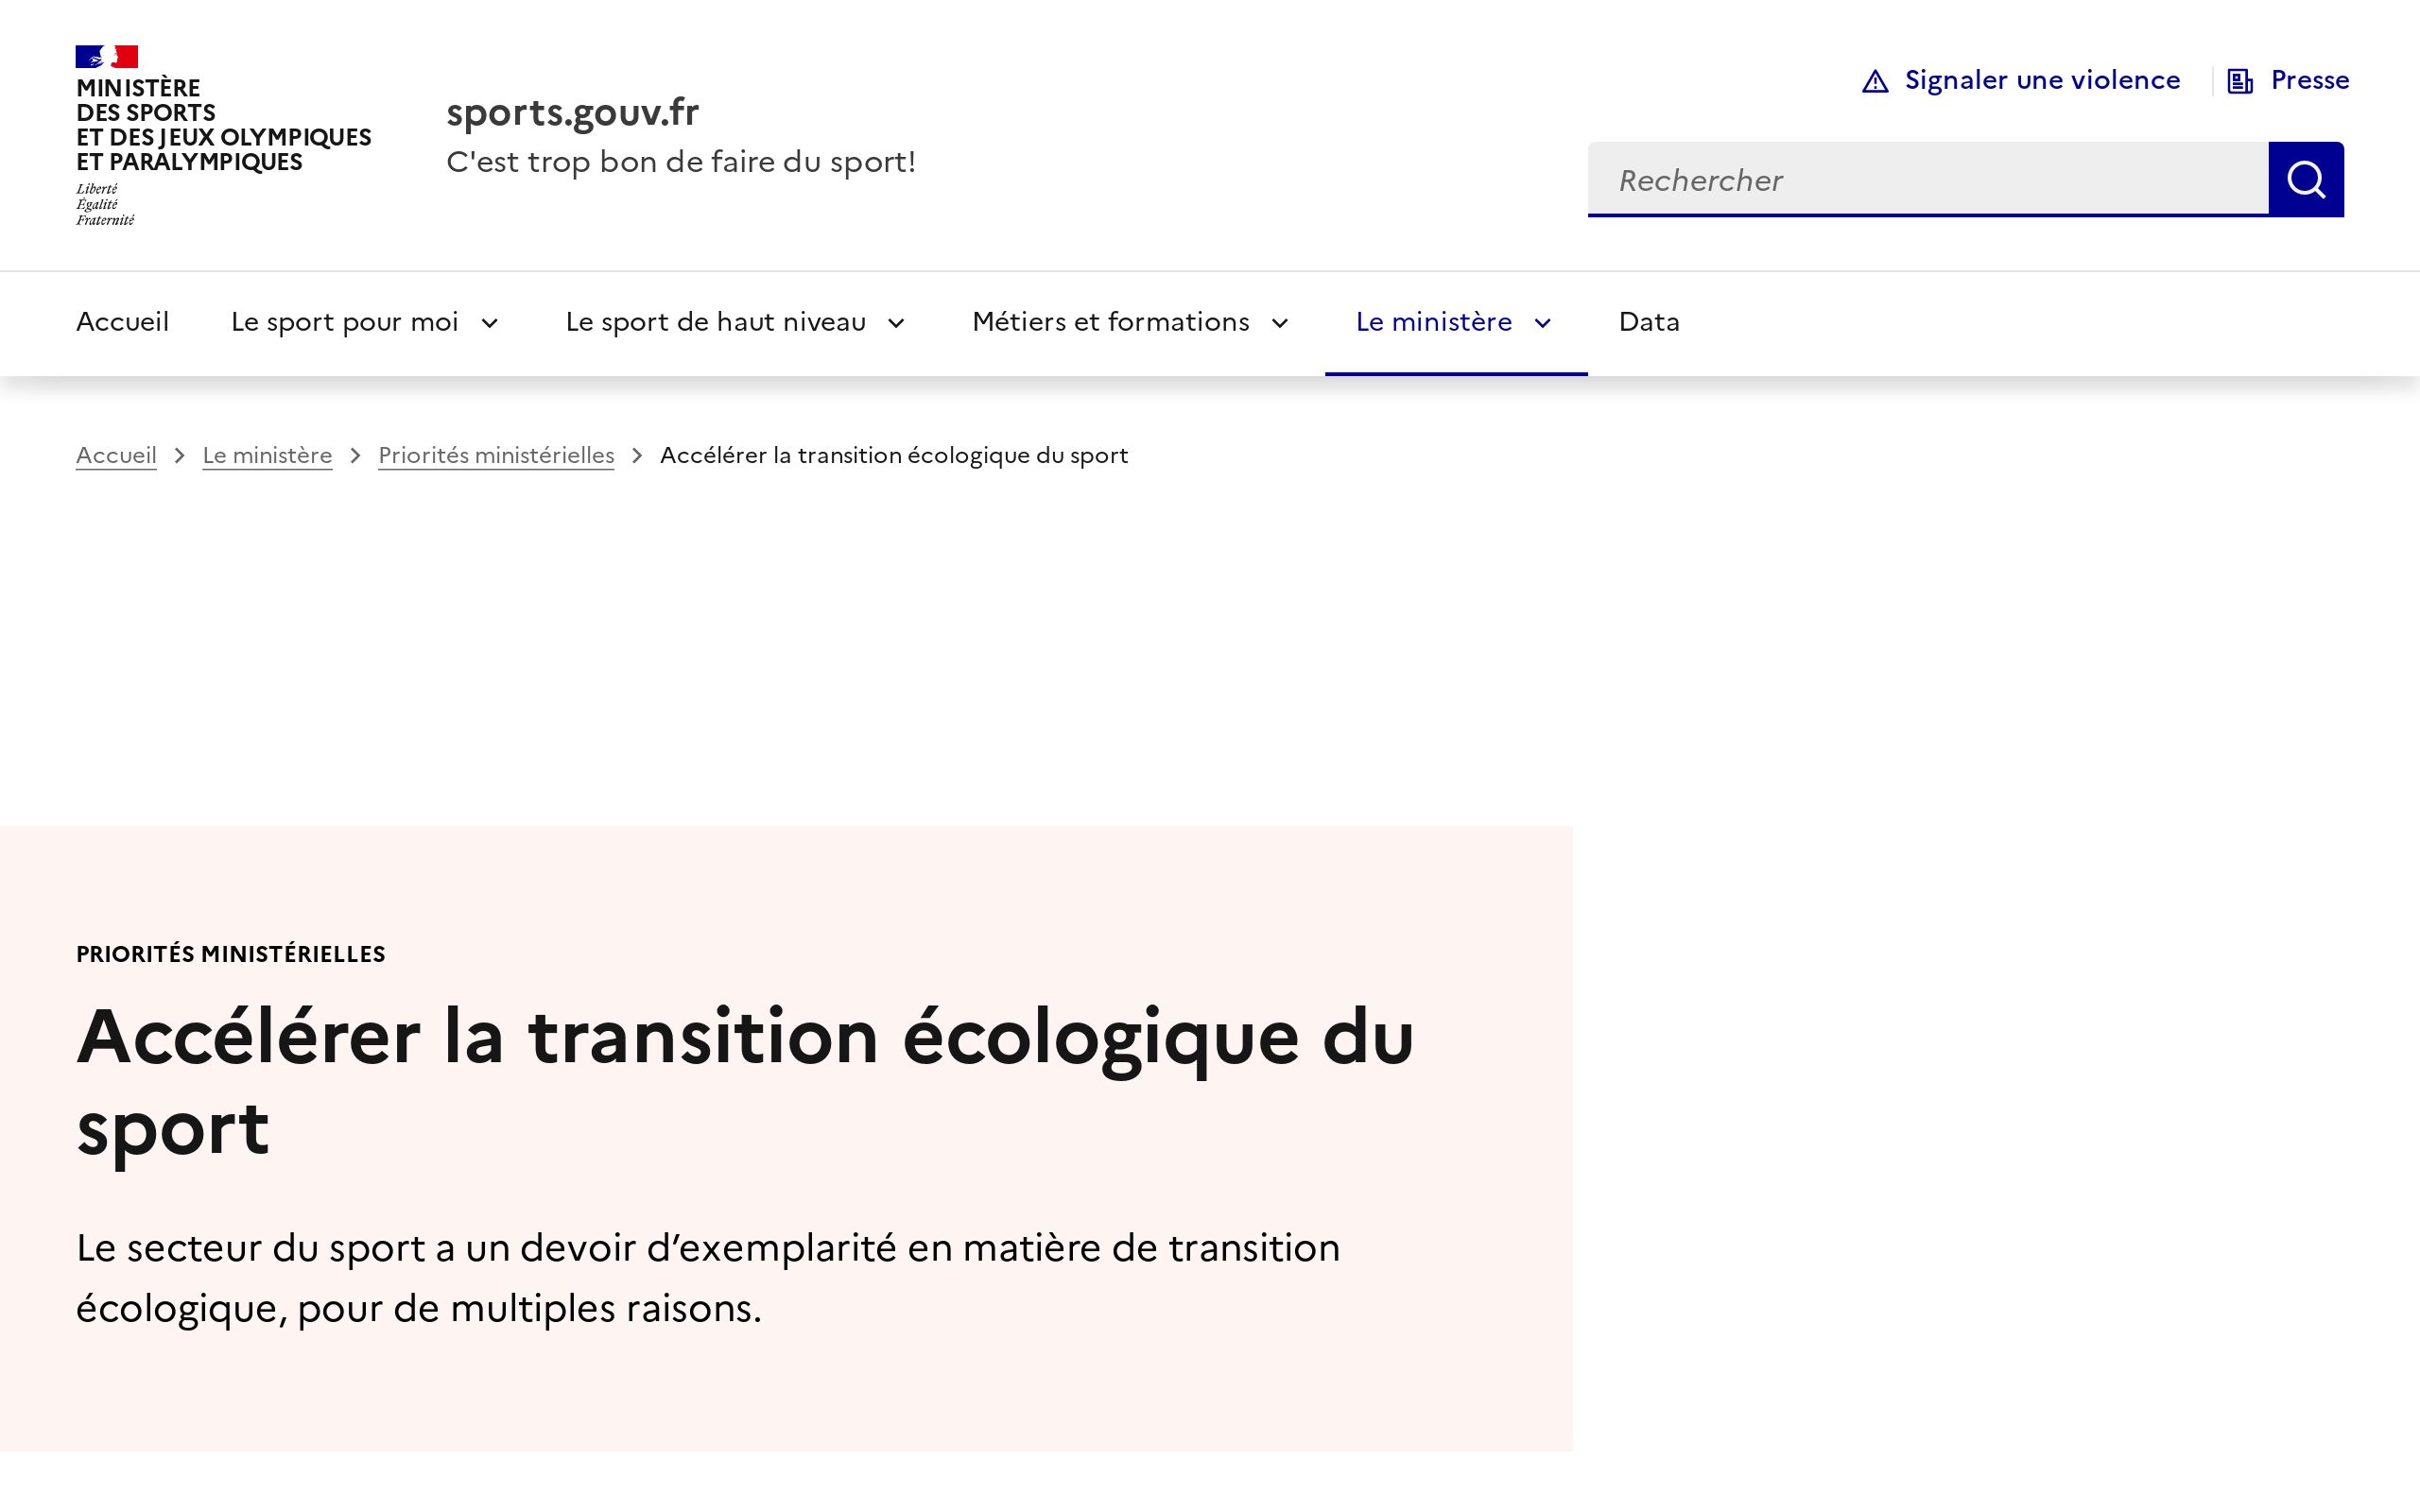 MINISTÈRE
DES SPORTS
ET DES JEUX OLYMPIQUES
ET PARALYMPIQUES
Liberté
Égalité
Fraternité
sports.gouv.fr
C'est trop bon de faire du sport!
Signaler une violence
Presse
Rechercher
Accueil Le sport pour moi Le sport de haut niveau Métiers et formations Le ministère Data
Accueil Le ministère Priorités ministérielles Accélérer la transition écologique du sport
PRIORITÉS MINISTÉRIELLES
Accélérer la transition écologique du
sport
Le secteur du sport a un devoir d’exemplarité en matière de transition
écologique, pour de multiples raisons.